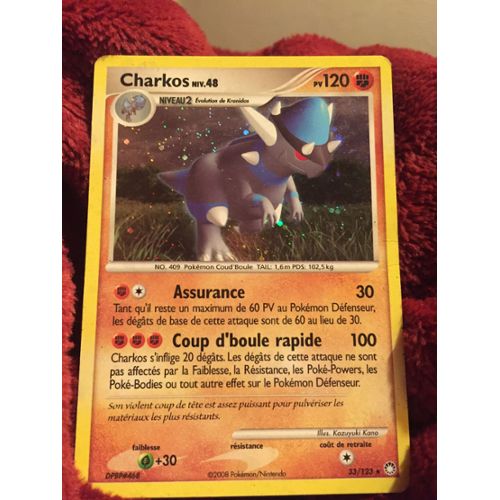 Charkos NIV.48
PV 120
NIVEAU 2 Évolution de Kranidos
NO. 409 Pokémon Coud'Boule TAIL: 1,6m PDS: 102,5kg
Assurance 30
Tant qu'il reste un maximum de 60 PV au Pokémon Défenseur,
les dégâts de base de cette attaque sont de 60 au lieu de 30.
Coup d'boule rapide 100
Charkos s'inflige 20 dégâts. Les dégâts de cette attaque ne
sont pas affectés par la Faiblesse, la Résistance, les Poké-Powers, les
Poké-Bodies ou tout autre effet sur le Pokémon Défenseur.
Son violent coup de tête est assez puissant pour pulvériser les
matériaux les plus résistants.
Illus. Kazuyuki Kano
faiblesse résistance coût de retraite
+30
DPBP#468 ©2008 Pokémon/Nintendo 33/123 ★